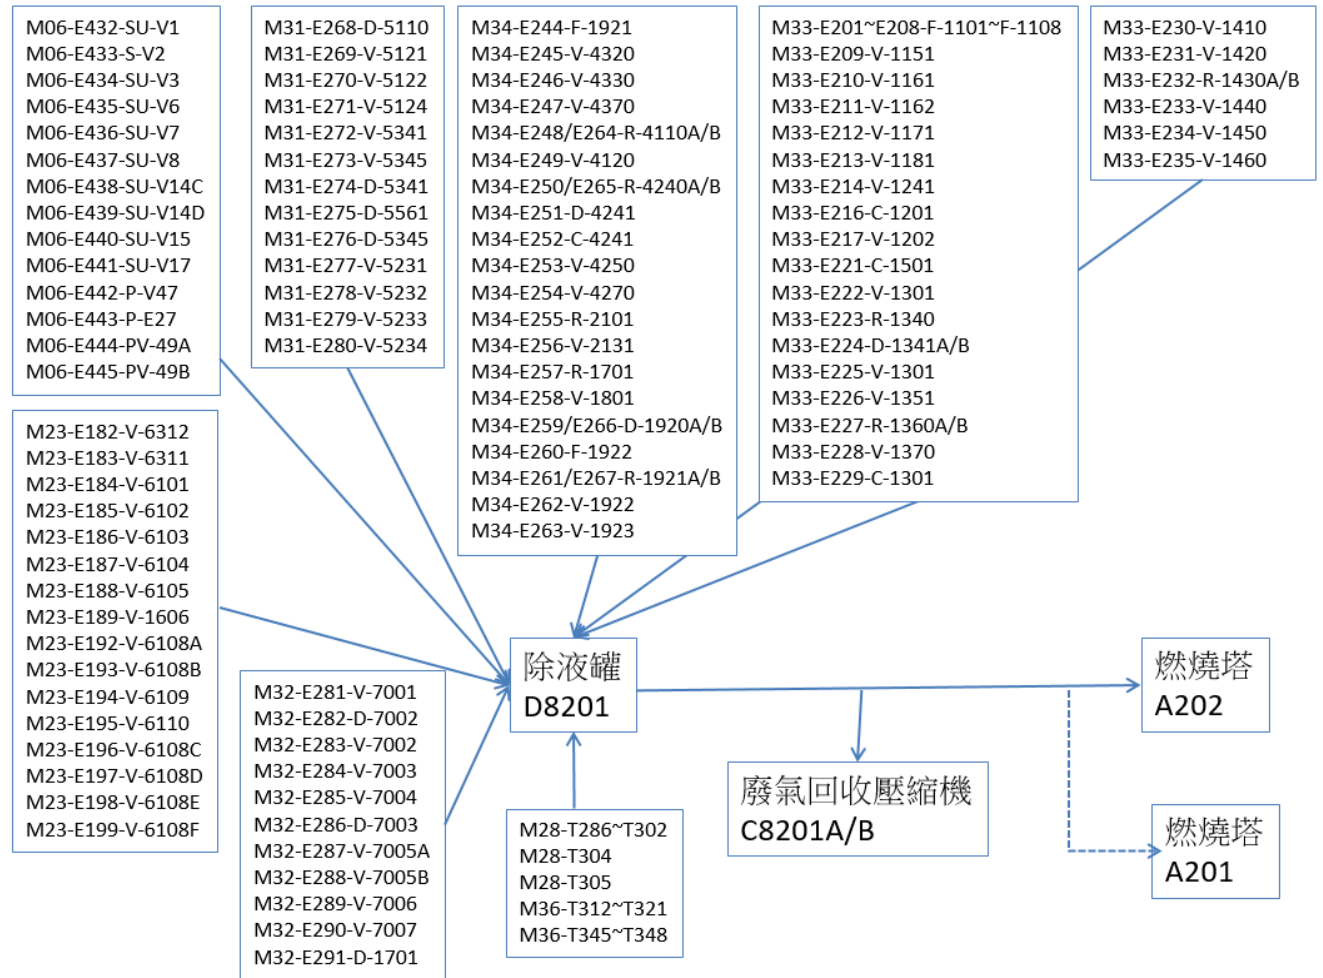 M06-E432-SU-V1
M06-E433-S-V2
M06-E434-SU-V3
M06-E435-SU-V6
M06-E436-SU-V7
M06-E437-SU-V8
M06-E438-SU-V14C
M06-E439-SU-V14D
M06-E440-SU-V15
M06-E441-SU-V17
M06-E442-P-V47
M06-E443-P-E27
M06-E444-PV-49A
M06-E445-PV-49B
M31-E268-D-5110
M31-E269-V-5121
M31-E270-V-5122
M31-E271-V-5124
M31-E272-V-5341
M31-E273-V-5345
M31-E274-D-5341
M31-E275-D-5561
M31-E276-D-5345
M31-E277-V-5231
M31-E278-V-5232
M31-E279-V-5233
M31-E280-V-5234
M34-E244-F-1921
M34-E245-V-4320
M34-E246-V-4330
M34-E247-V-4370
M34-E248/E264-R-4110A/B
M34-E249-V-4120
M34-E250/E265-R-4240A/B
M34-E251-D-4241
M34-E252-C-4241
M34-E253-V-4250
M34-E254-V-4270
M34-E255-R-2101
M34-E256-V-2131
M34-E257-R-1701
M34-E258-V-1801
M34-E259/E266-D-1920A/B
M34-E260-F-1922
M34-E261/E267-R-1921A/B
M34-E262-V-1922
M34-E263-V-1923
M33-E201~E208-F-1101~F-1108
M33-E209-V-1151
M33-E210-V-1161
M33-E211-V-1162
M33-E212-V-1171
M33-E213-V-1181
M33-E214-V-1241
M33-E216-C-1201
M33-E217-V-1202
M33-E221-C-1501
M33-E222-V-1301
M33-E223-R-1340
M33-E224-D-1341A/B
M33-E225-V-1301
M33-E226-V-1351
M33-E227-R-1360A/B
M33-E228-V-1370
M33-E229-C-1301
M33-E230-V-1410
M33-E231-V-1420
M33-E232-R-1430A/B
M33-E233-V-1440
M33-E234-V-1450
M33-E235-V-1460
M23-E182-V-6312
M23-E183-V-6311
M23-E184-V-6101
M23-E185-V-6102
M23-E186-V-6103
M23-E187-V-6104
M23-E188-V-6105
M23-E189-V-1606
M23-E192-V-6108A
M23-E193-V-6108B
M23-E194-V-6109
M23-E195-V-6110
M23-E196-V-6108C
M23-E197-V-6108D
M23-E198-V-6108E
M23-E199-V-6108F
M32-E281-V-7001
M32-E282-D-7002
M32-E283-V-7002
M32-E284-V-7003
M32-E285-V-7004
M32-E286-D-7003
M32-E287-V-7005A
M32-E288-V-7005B
M32-E289-V-7006
M32-E290-V-7007
M32-E291-D-1701
除液罐
D8201
M28-T286~T302
M28-T304
M28-T305
M36-T312~T321
M36-T345~T348
廢氣回收壓縮機
C8201A/B
燃燒塔
A202
燃燒塔
A201